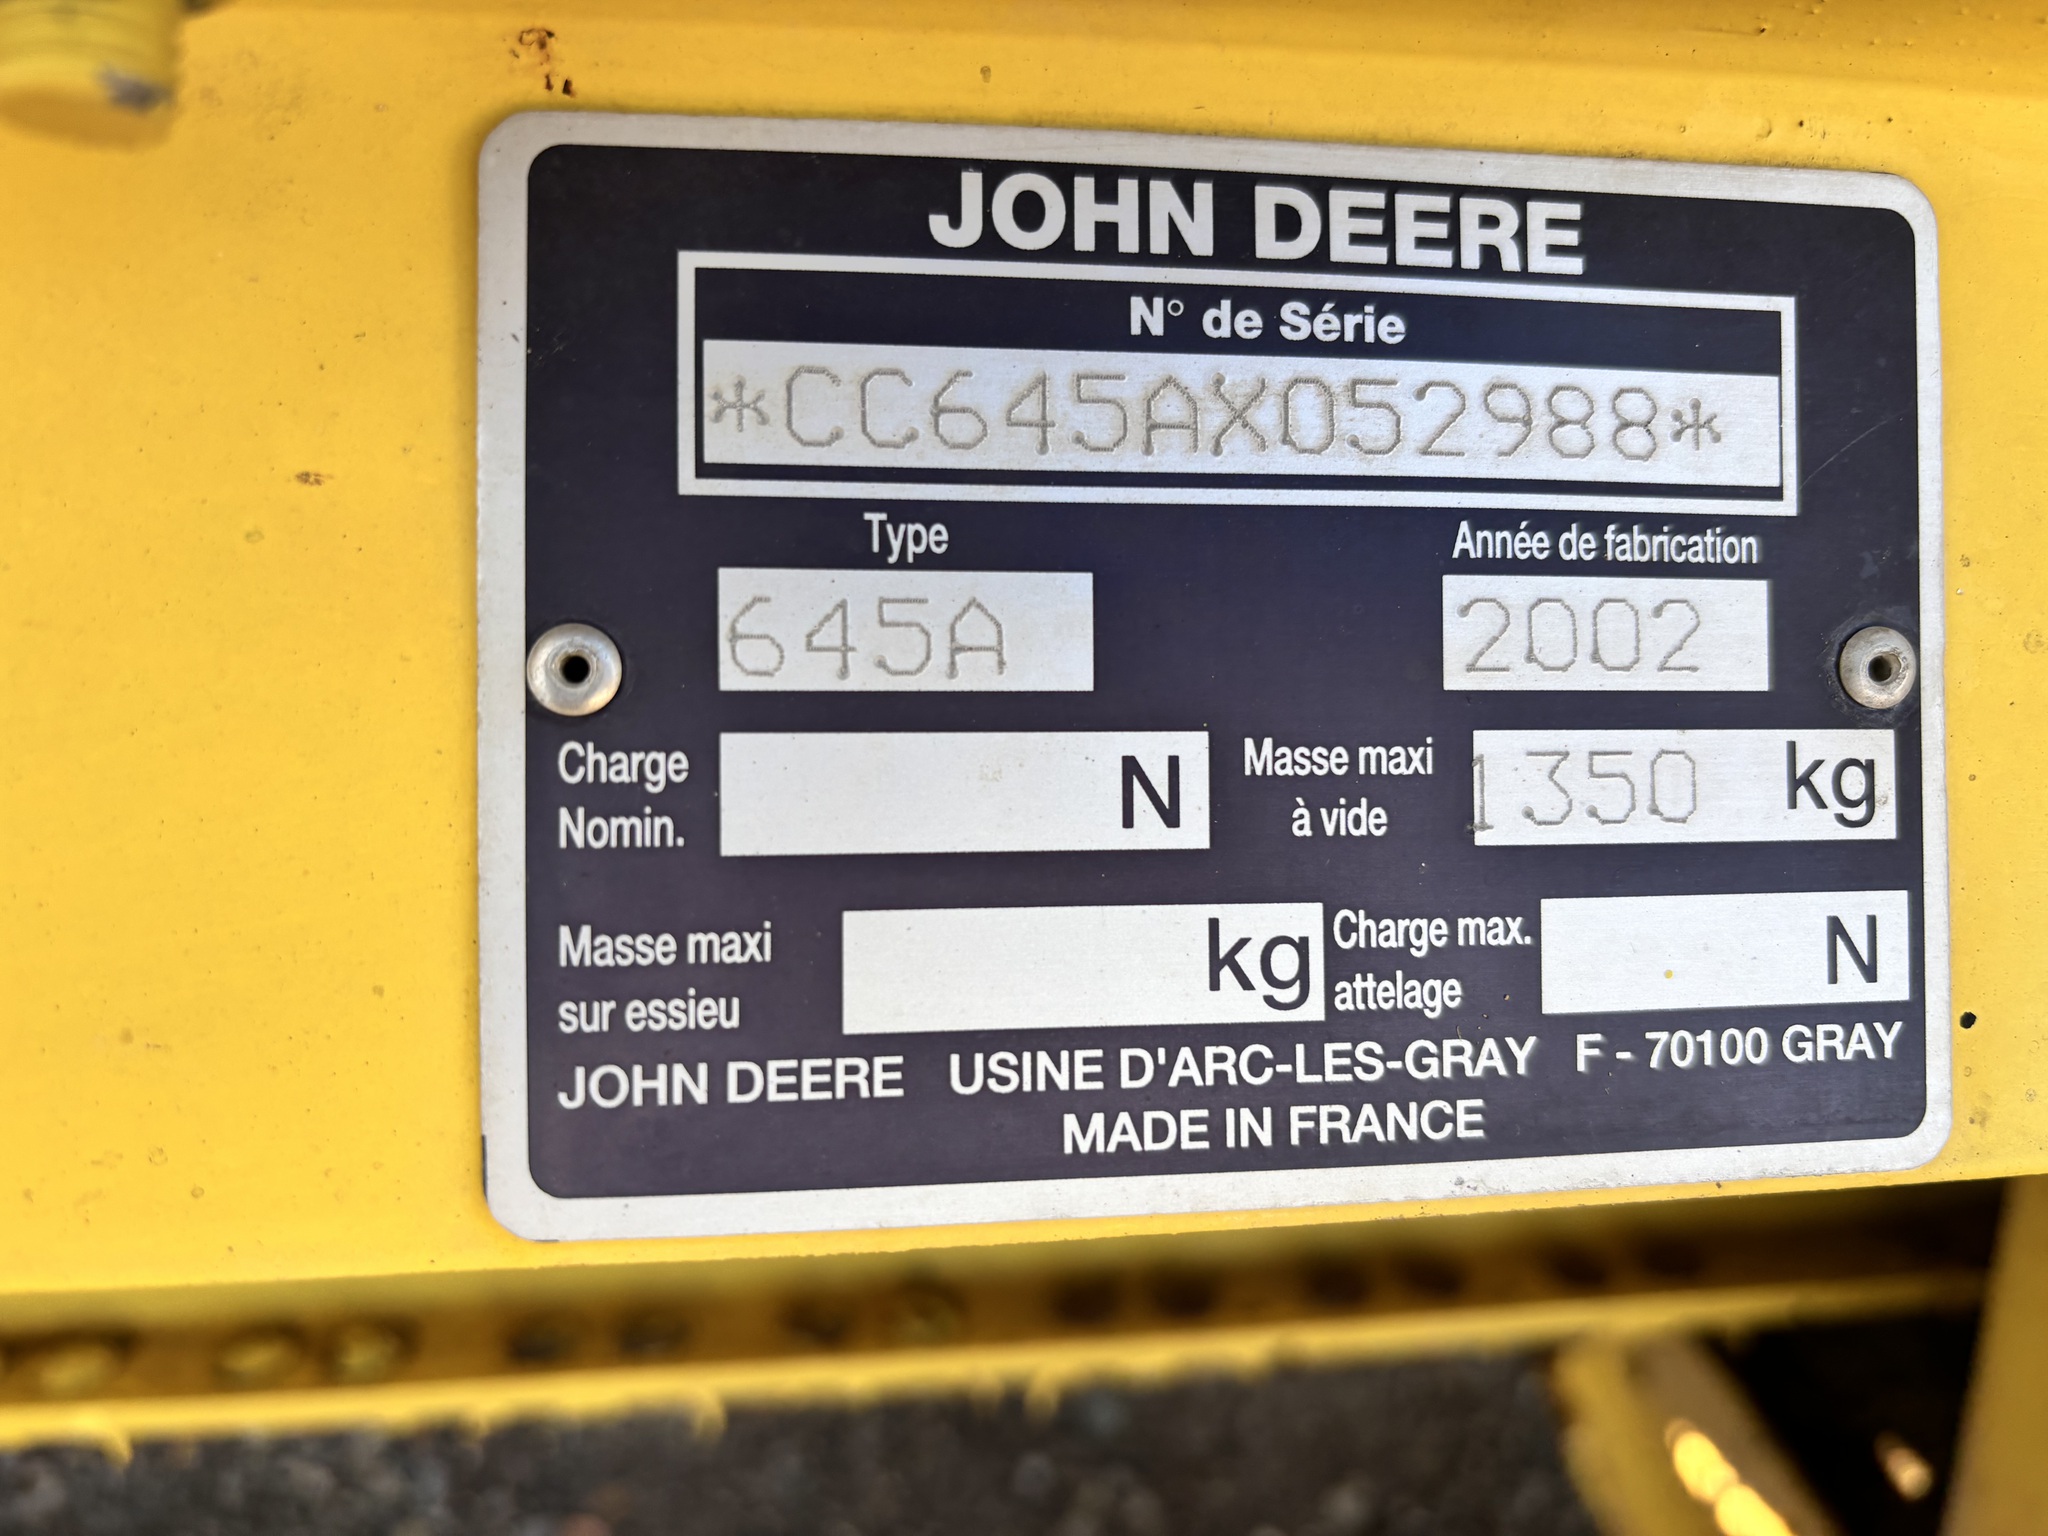 JOHN DEERE
N° de Série
*CC645AX052988*
Type
Année de fabrication
645A
2002
Charge Nomin.
N
Masse maxi à vide
1350 kg
Masse maxi sur essieu
kg
Charge max. attelage
N
JOHN DEERE USINE D'ARC-LES-GRAY F - 70100 GRAY
MADE IN FRANCE